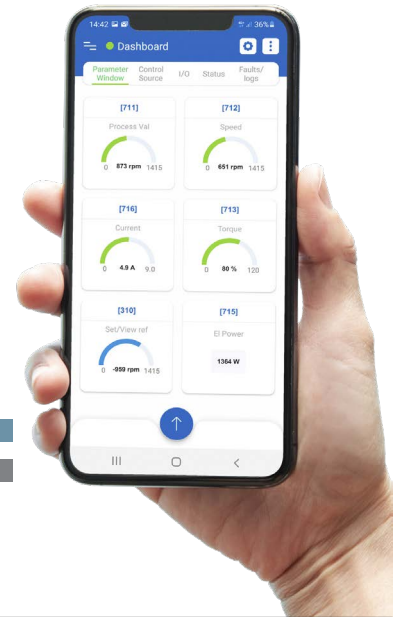 14:42
36%
Dashboard
Parameter Window
Control Source
I/O
Status
Faults/ logs
[711]
Process Val
0 873 rpm 1415
[712]
Speed
0 651 rpm 1415
[716]
Current
0 4.9 A 9.0
[713]
Torque
0 80 % 120
[310]
Set/View ref
0 -959 rpm 1415
[715]
El Power
1364 W